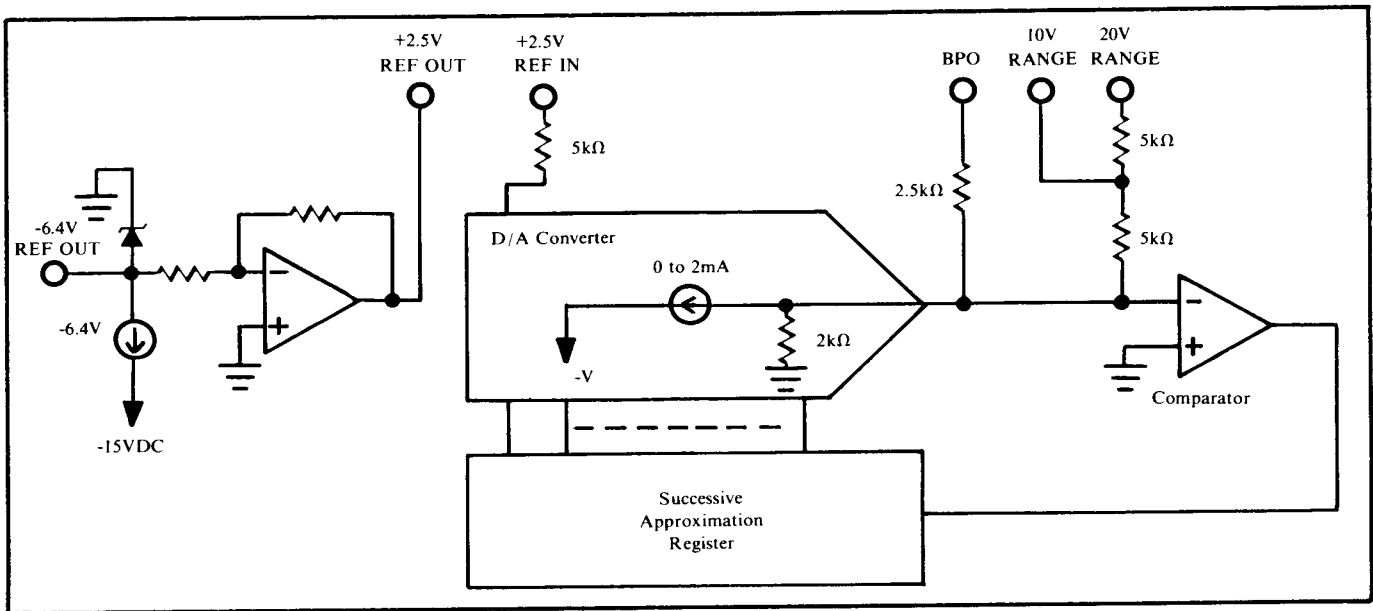 +2.5V
REF OUT
+2.5V
REF IN
BPO
10V
RANGE
20V
RANGE
5kΩ
5kΩ
2.5kΩ
5kΩ
-6.4V
REF OUT
D/A Converter
0 to 2mA
-
+
-6.4V
2kΩ
-V
-
+
Comparator
-15VDC
Successive
Approximation
Register